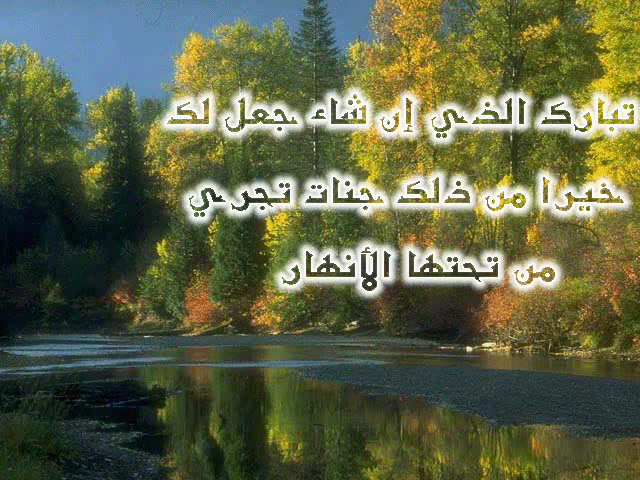 تبارك الذي إن شاء جعل لك
خيرا من ذلك جنات تجري
من تحتها الأنهار